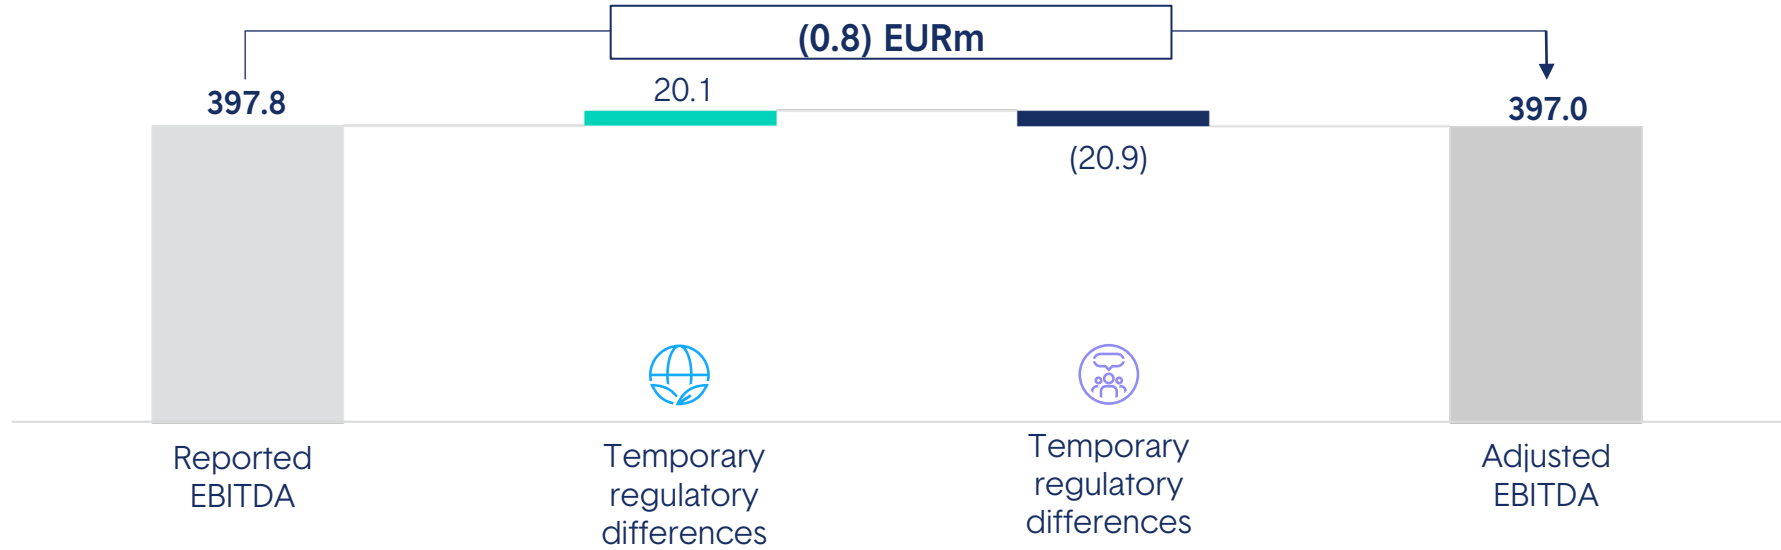 (0.8) EURm
397.8
20.1
(20.9)
397.0
Reported
EBITDA
Temporary
regulatory
differences
Temporary
regulatory
differences
Adjusted
EBITDA